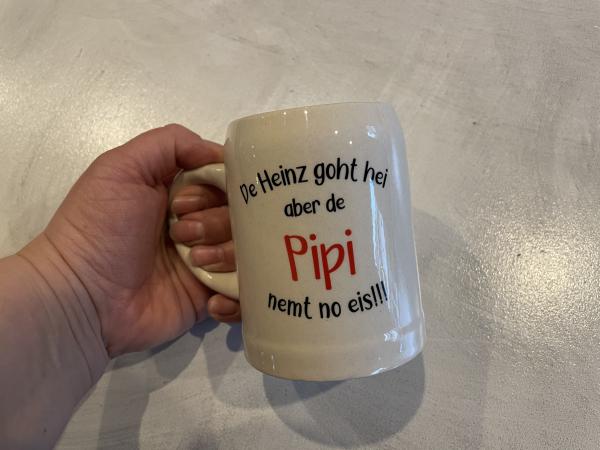 De Heinz goht hei
aber de
Pipi
nemt no eis!!!